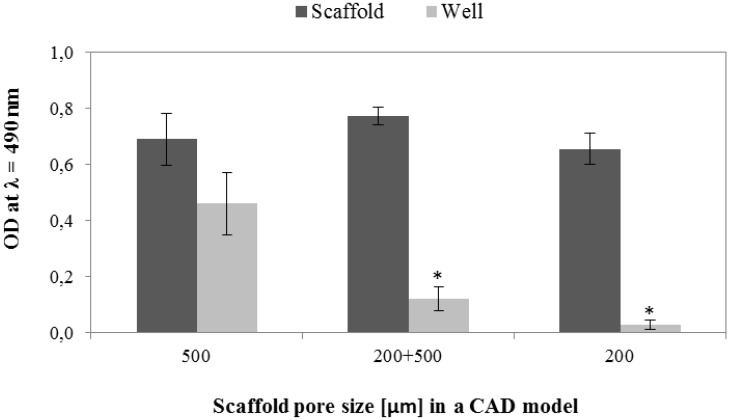 Scaffold Well
1,0
0,8
0,6
0,4
0,2
0,0
OD at λ = 490 nm
* *
500 200+500 200
Scaffold pore size [μm] in a CAD model